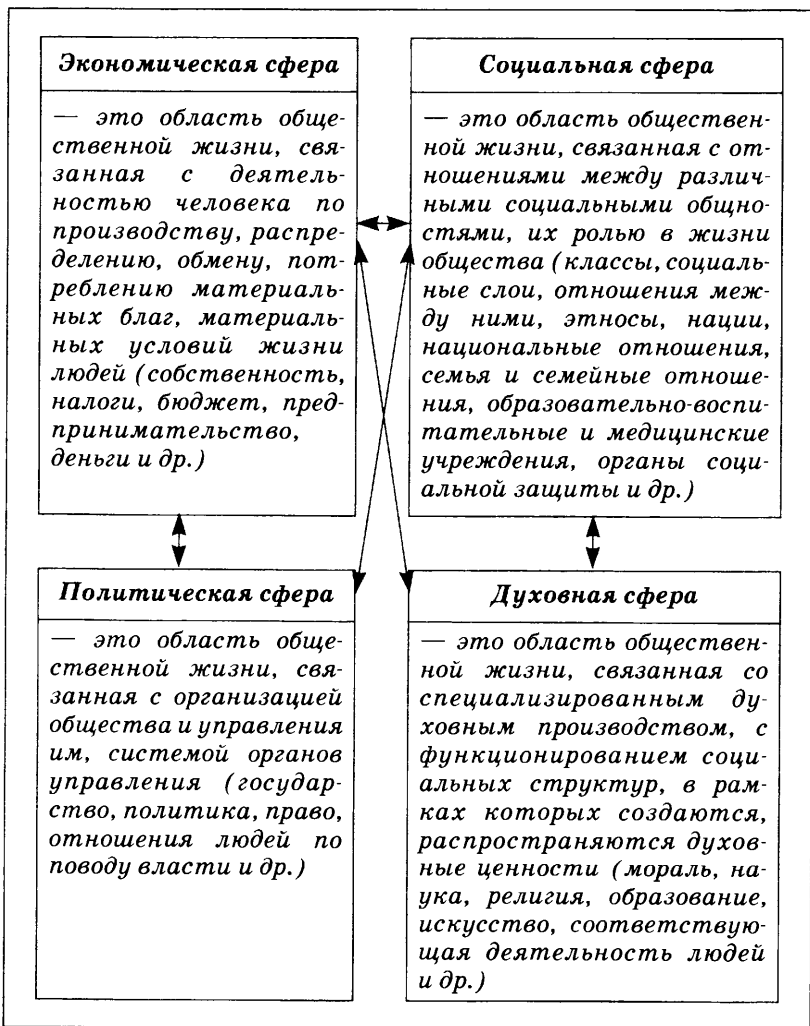 Экономическая сфера
— это область обще-
ственной жизни, свя-
занная с деятель-
ностью человека по
производству, распре-
делению, обмену, пот-
реблению материаль-
ных благ, материаль-
ных условий жизни
людей (собственность,
налоги, бюджет, пред-
принимательство,
деньги и др.)
Социальная сфера
— это область обществен-
ной жизни, связанная с от-
ношениями между различ-
ными социальными общно-
стями, их ролью в жизни
общества (классы, социаль-
ные слои, отношения меж-
ду ними, этносы, нации,
национальные отношения,
семья и семейные отноше-
ния, образовательно-воспи-
тательные и медицинские
учреждения, органы соци-
альной защиты и др.)
Политическая сфера
— это область обще-
ственной жизни, свя-
занная с организацией
общества и управления
им, системой органов
управления (государ-
ство, политика, право,
отношения людей по
поводу власти и др.)
Духовная сфера
— это область обществен-
ной жизни, связанная со
специализированным ду-
ховным производством, с
функционированием соци-
альных структур, в рам-
ках которых создаются,
распространяются духов-
ные ценности (мораль, на-
ука, религия, образование,
искусство, соответствую-
щая деятельность людей
и др.)